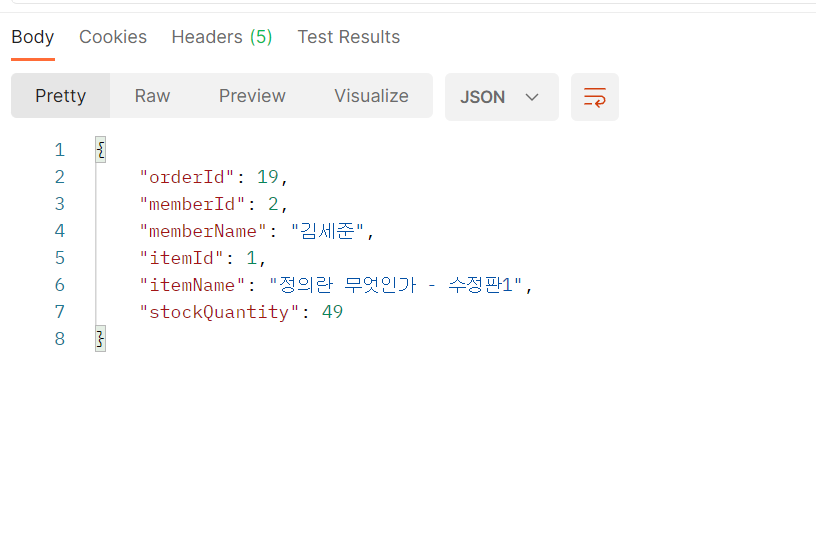 Body Cookies Headers (5) Test Results
Pretty Raw Preview Visualize JSON
1 {
2 "orderId": 19,
3 "memberId": 2,
4 "memberName": "김세준",
5 "itemId": 1,
6 "itemName": "정의란 무엇인가 - 수정판1",
7 "stockQuantity": 49
8 }